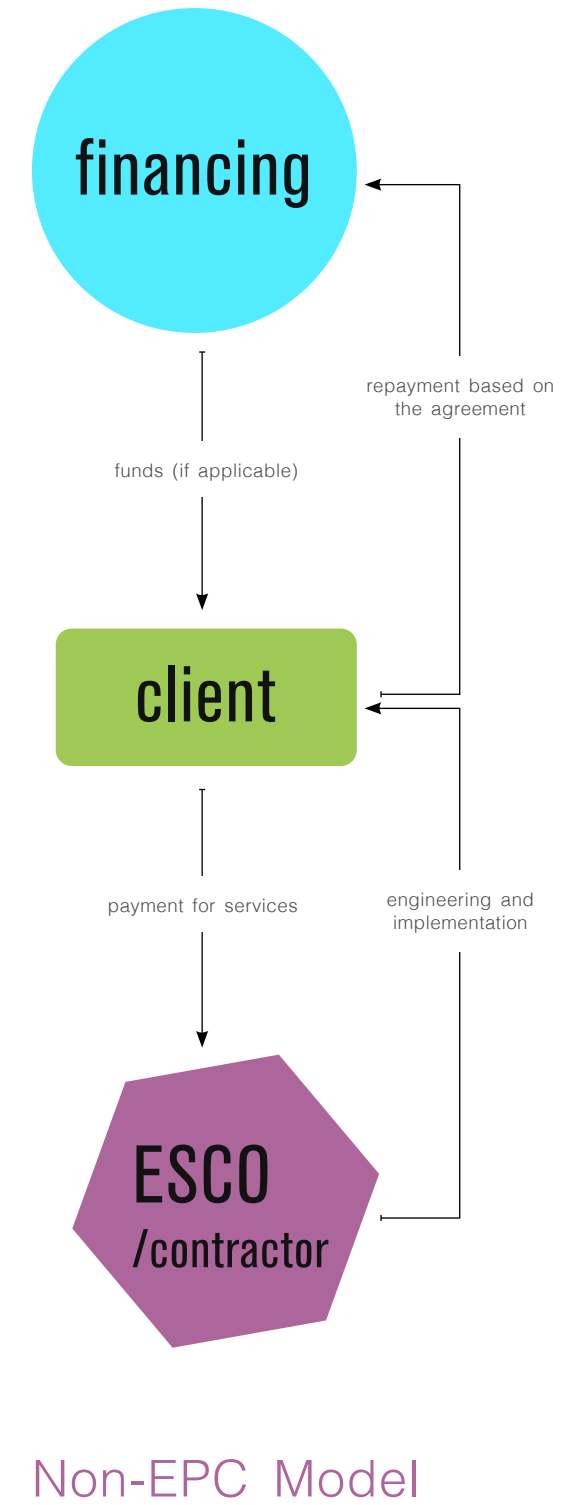 financing
repayment based on
the agreement
funds (if applicable)
client
payment for services
engineering and
implementation
ESCO
/contractor
Non-EPC Model